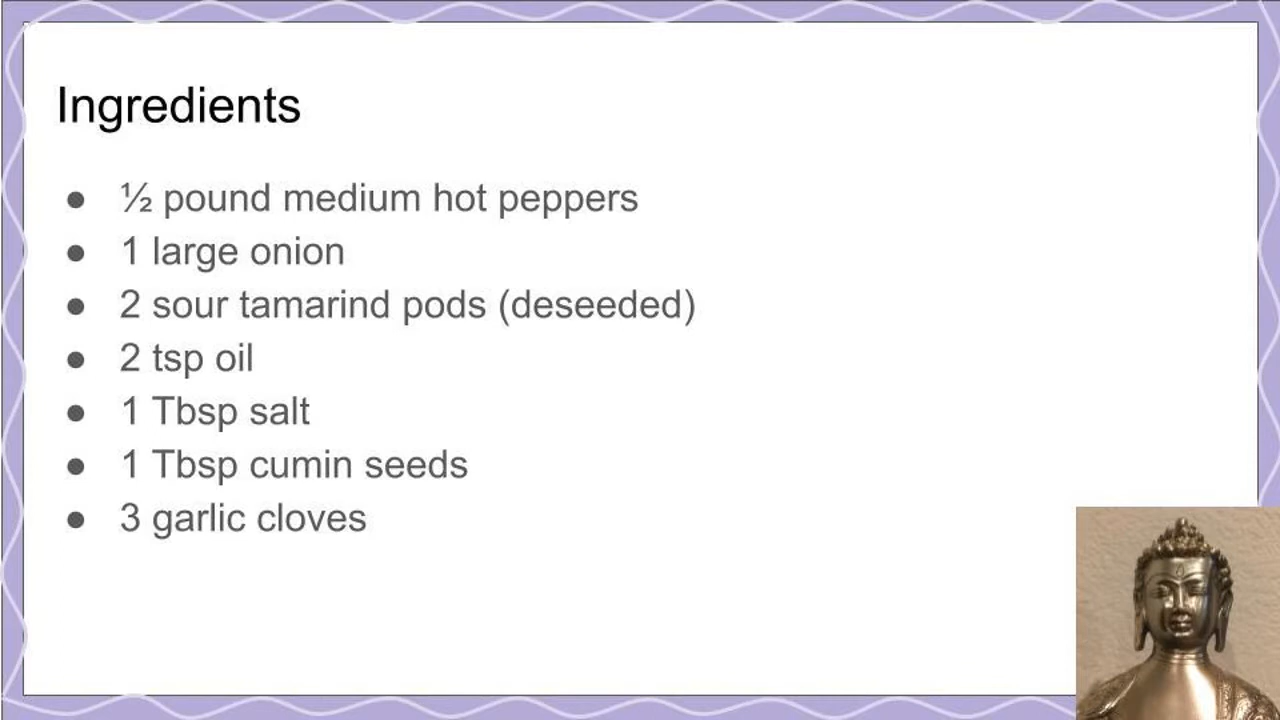 Ingredients
● ½ pound medium hot peppers
● 1 large onion
● 2 sour tamarind pods (deseeded)
● 2 tsp oil
● 1 Tbsp salt
● 1 Tbsp cumin seeds
● 3 garlic cloves